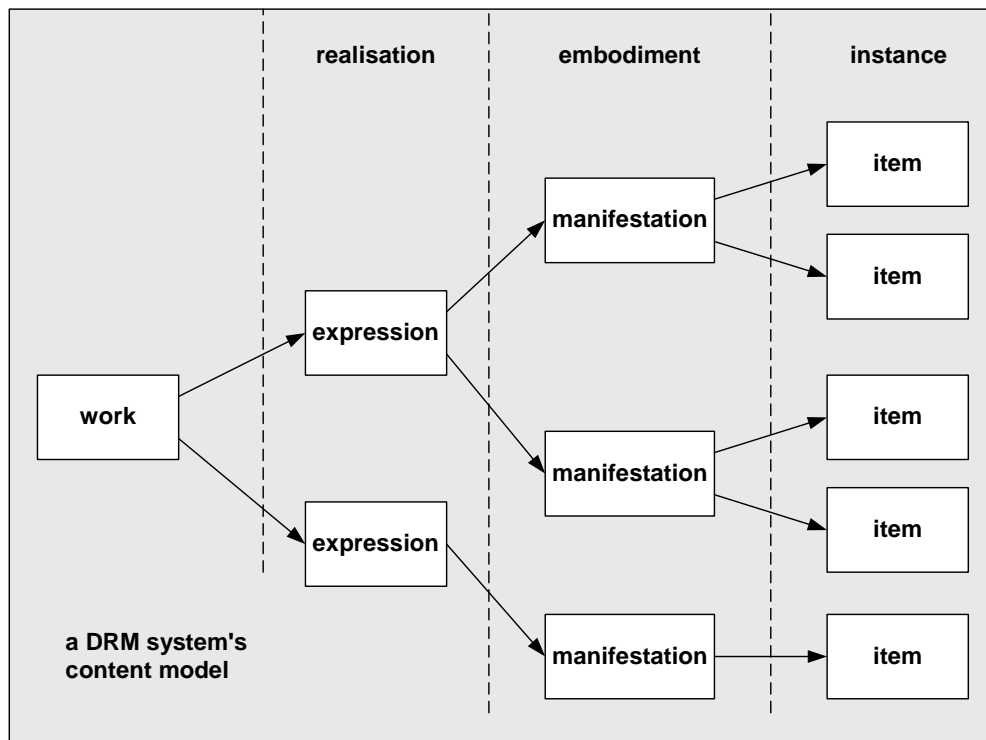 realisation
embodiment
instance
item
manifestation
item
expression
work
item
manifestation
item
expression
a DRM system's
content model
manifestation
item